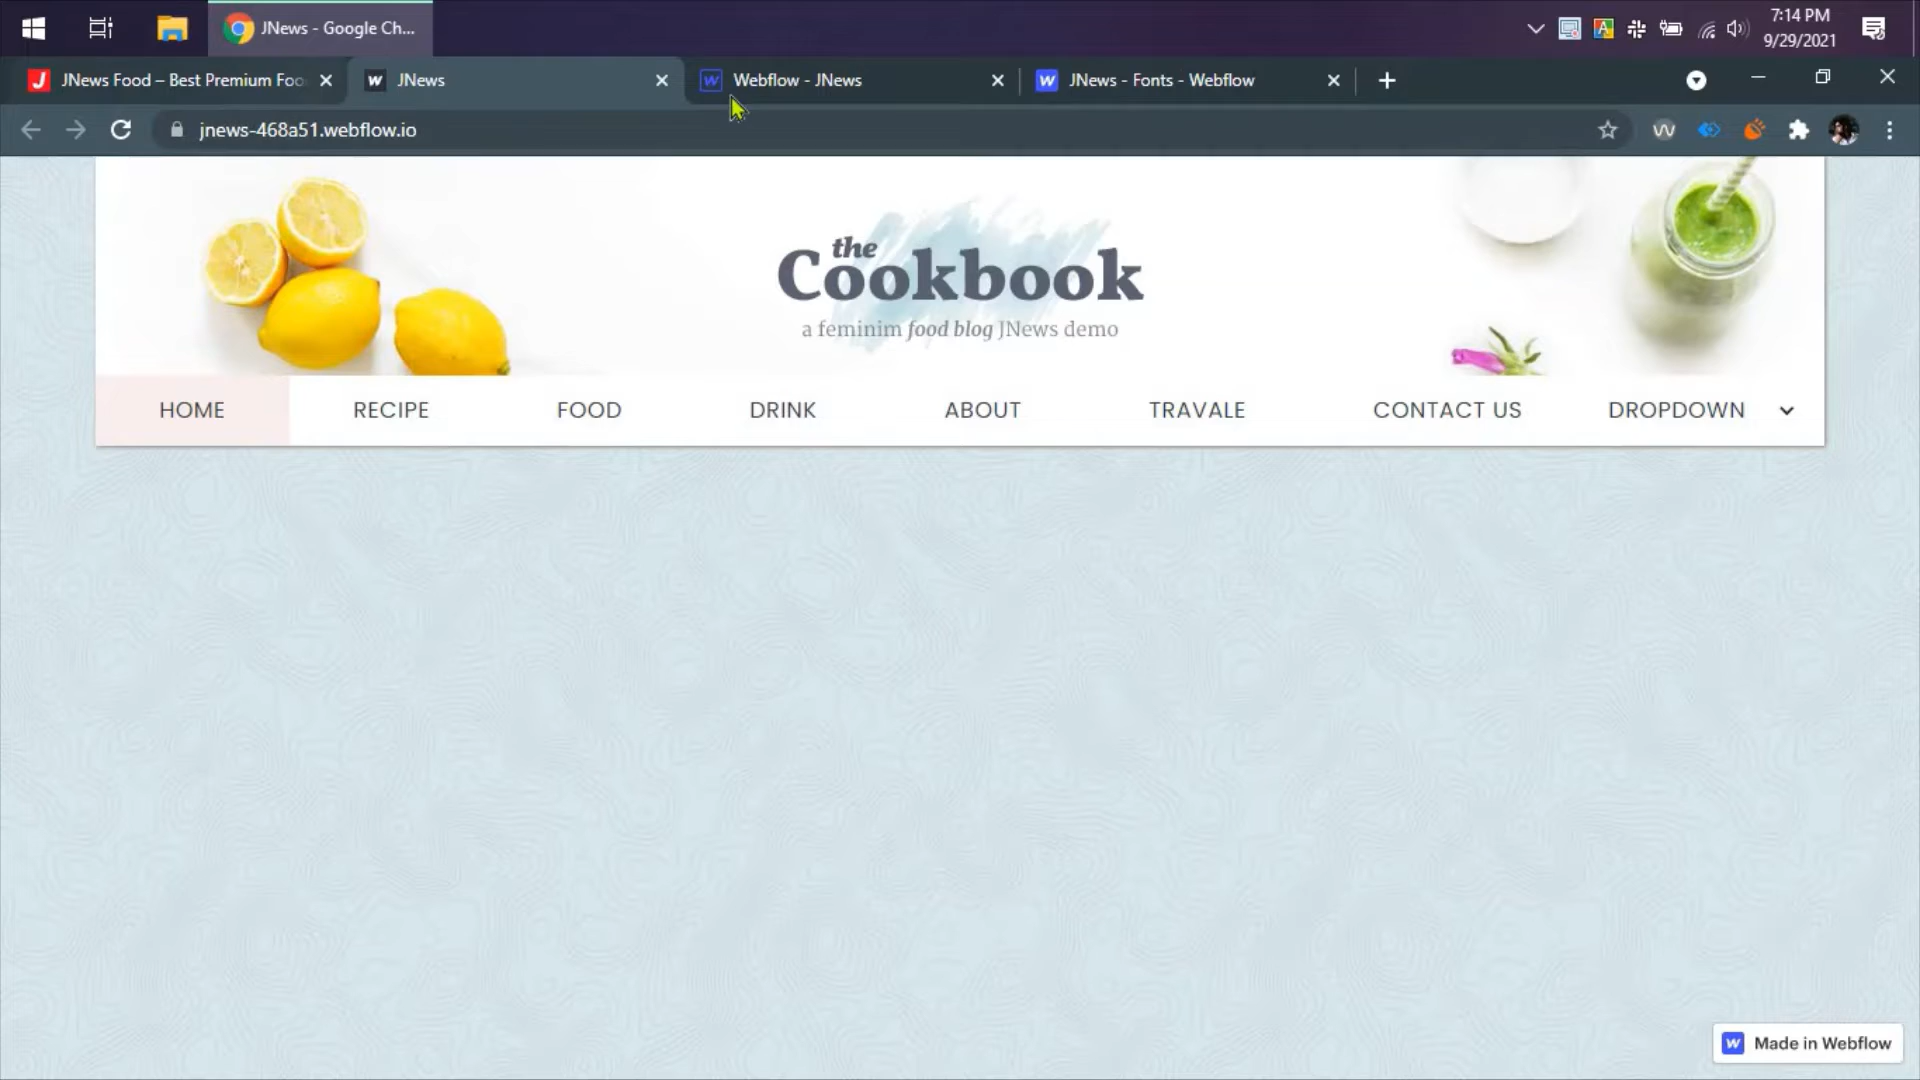 JNews - Google Ch...
7:14 PM
9/29/2021
JNews Food – Best Premium Foo
JNews
Webflow - JNews
JNews - Fonts - Webflow
jnews-468a51.webflow.io
the
Cookbook
a feminim food blog JNews demo
HOME RECIPE FOOD DRINK ABOUT TRAVALE CONTACT US DROPDOWN
Made in Webflow